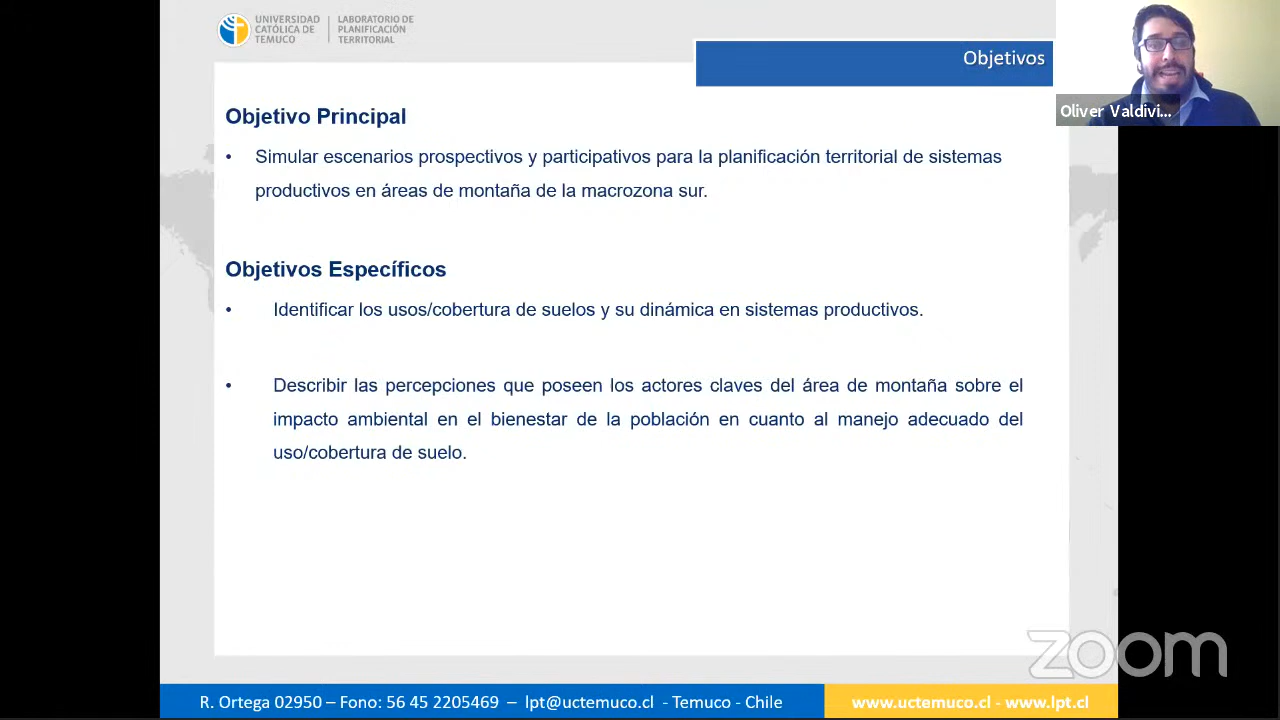 UNIVERSIDAD
CATÓLICA DE
TEMUCO
LABORATORIO DE
PLANIFICACIÓN
TERRITORIAL
Objetivos
Oliver Valdivi...
Objetivo Principal
• Simular escenarios prospectivos y participativos para la planificación territorial de sistemas
productivos en áreas de montaña de la macrozona sur.
Objetivos Específicos
• Identificar los usos/cobertura de suelos y su dinámica en sistemas productivos.
• Describir las percepciones que poseen los actores claves del área de montaña sobre el
impacto ambiental en el bienestar de la población en cuanto al manejo adecuado del
uso/cobertura de suelo.
zoom
R. Ortega 02950 – Fono: 56 45 2205469 – lpt@uctemuco.cl - Temuco - Chile
www.uctemuco.cl - www.lpt.cl